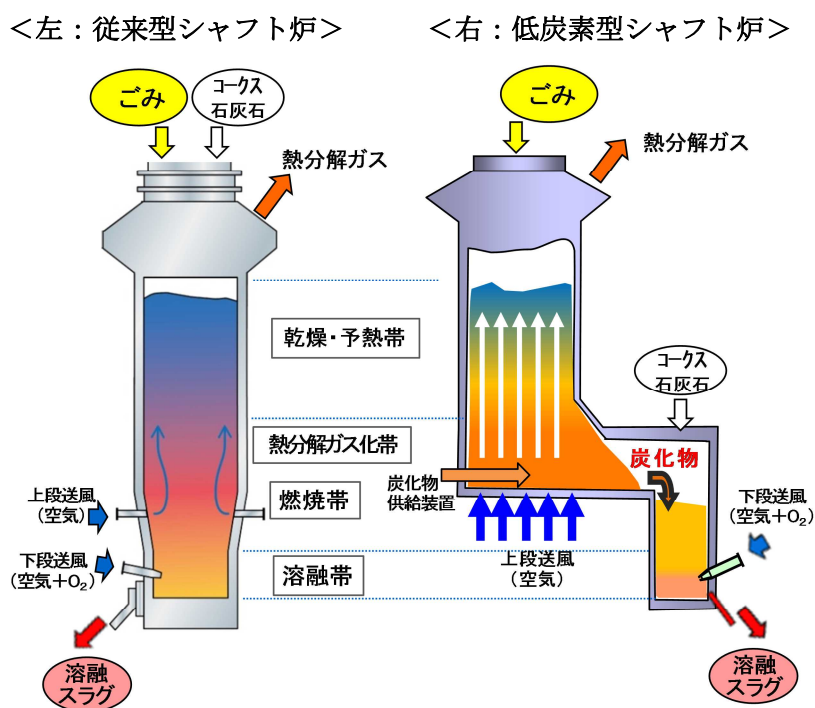 ＜左：従来型シャフト炉＞
＜右：低炭素型シャフト炉＞
ごみ
コークス
石灰石
熱分解ガス
ごみ
熱分解ガス
乾燥・予熱帯
コークス
石灰石
熱分解ガス化帯
炭化物
炭化物
供給装置
上段送風
（空気）
燃焼帯
下段送風
（空気＋O₂）
上段送風
（空気）
下段送風
（空気＋O₂）
溶融帯
溶融
スラグ
溶融
スラグ